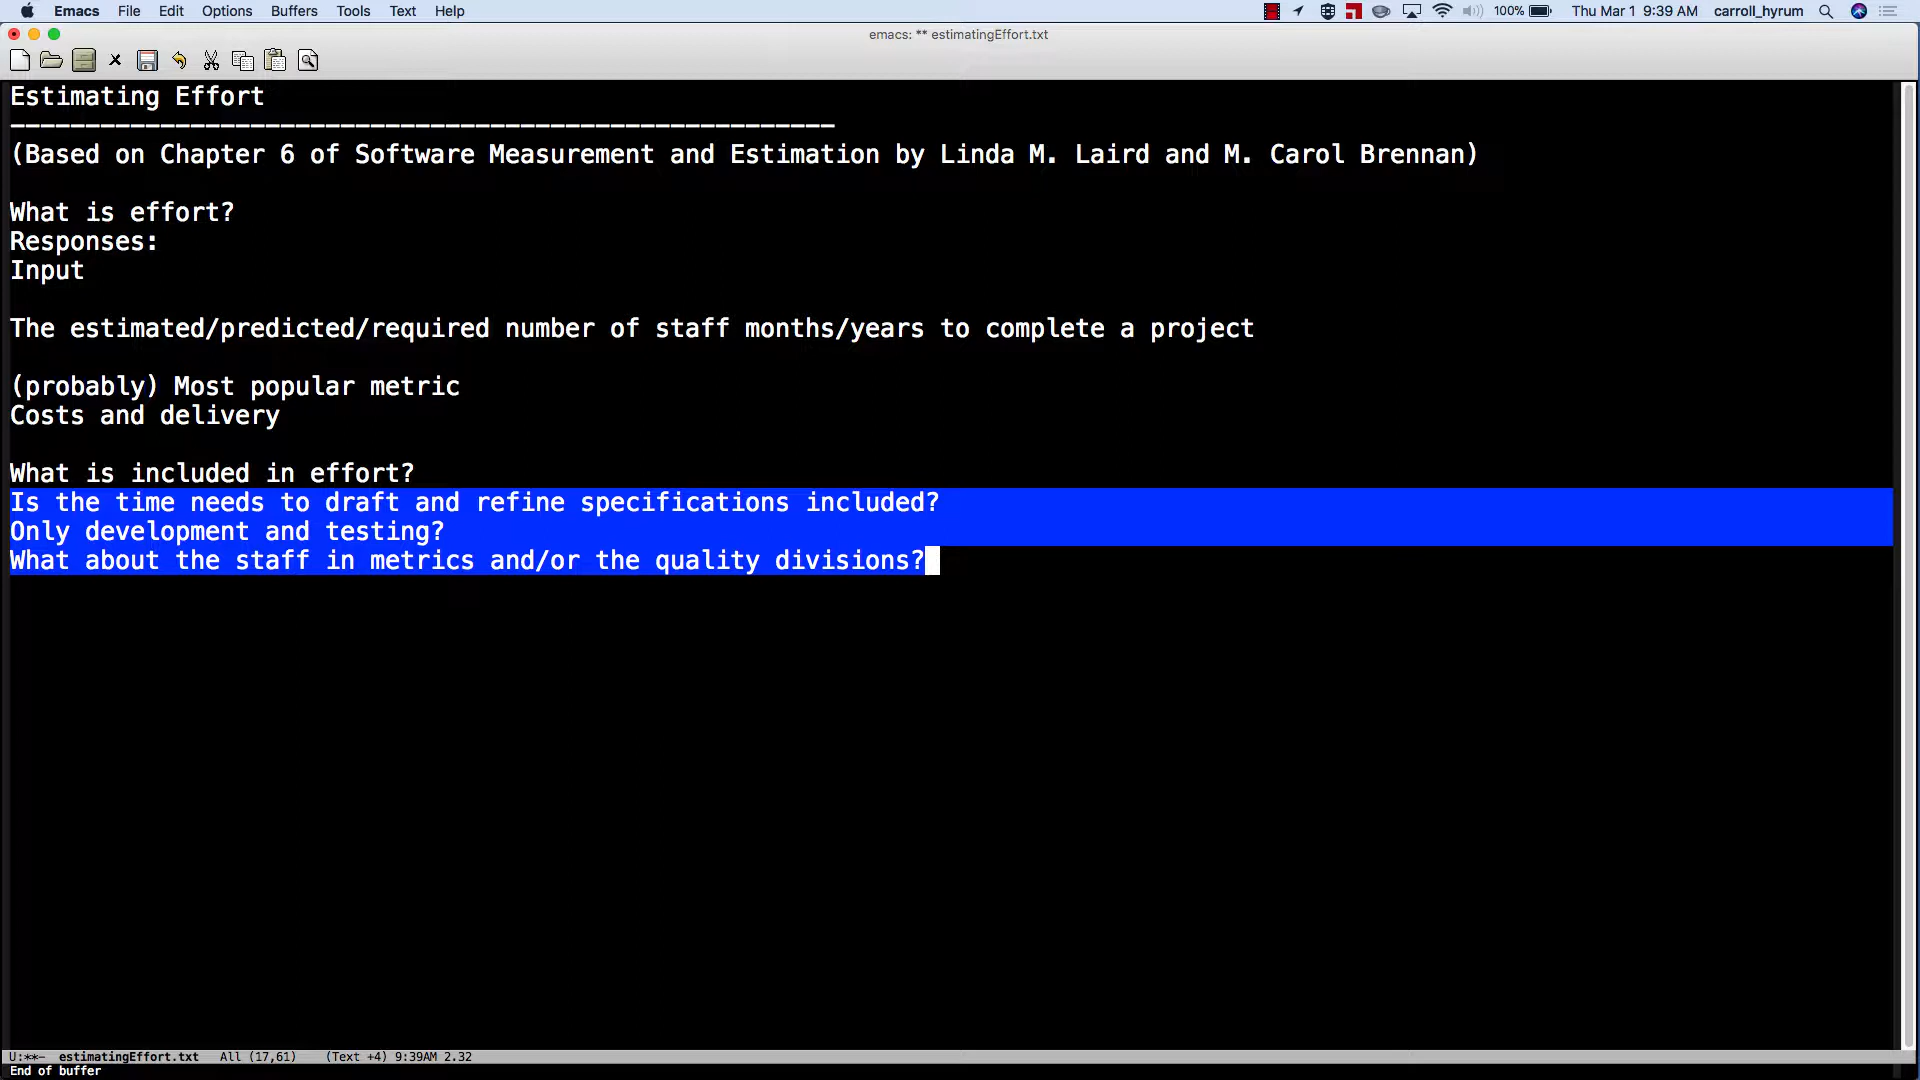 Emacs File Edit Options Buffers Tools Text Help 100% Thu Mar 1 9:39 AM carroll_hyrum
emacs: ** estimatingEffort.txt
Estimating Effort
-------------------------------------------------------
(Based on Chapter 6 of Software Measurement and Estimation by Linda M. Laird and M. Carol Brennan)
What is effort?
Responses:
Input
The estimated/predicted/required number of staff months/years to complete a project
(probably) Most popular metric
Costs and delivery
What is included in effort?
Is the time needs to draft and refine specifications included?
Only development and testing?
What about the staff in metrics and/or the quality divisions?
U:**- estimatingEffort.txt All (17,61) (Text +4) 9:39AM 2.32
End of buffer